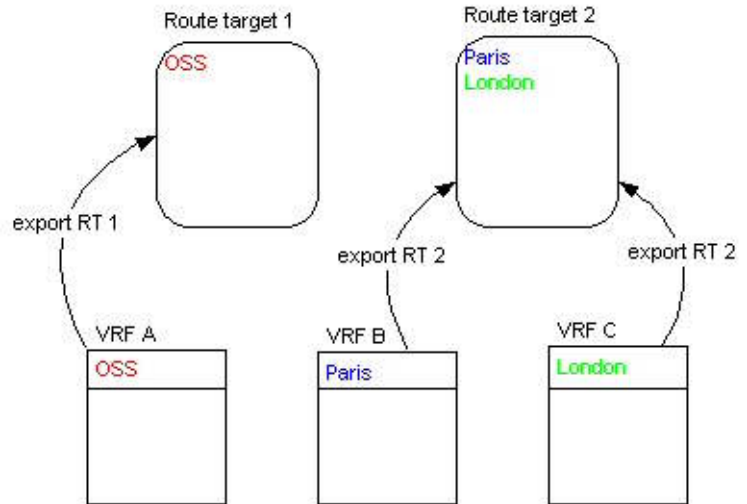 Route target 1
Route target 2
OSS
Paris
London
export RT 1
export RT 2
export RT 2
VRF A
VRF B
VRF C
OSS
Paris
London